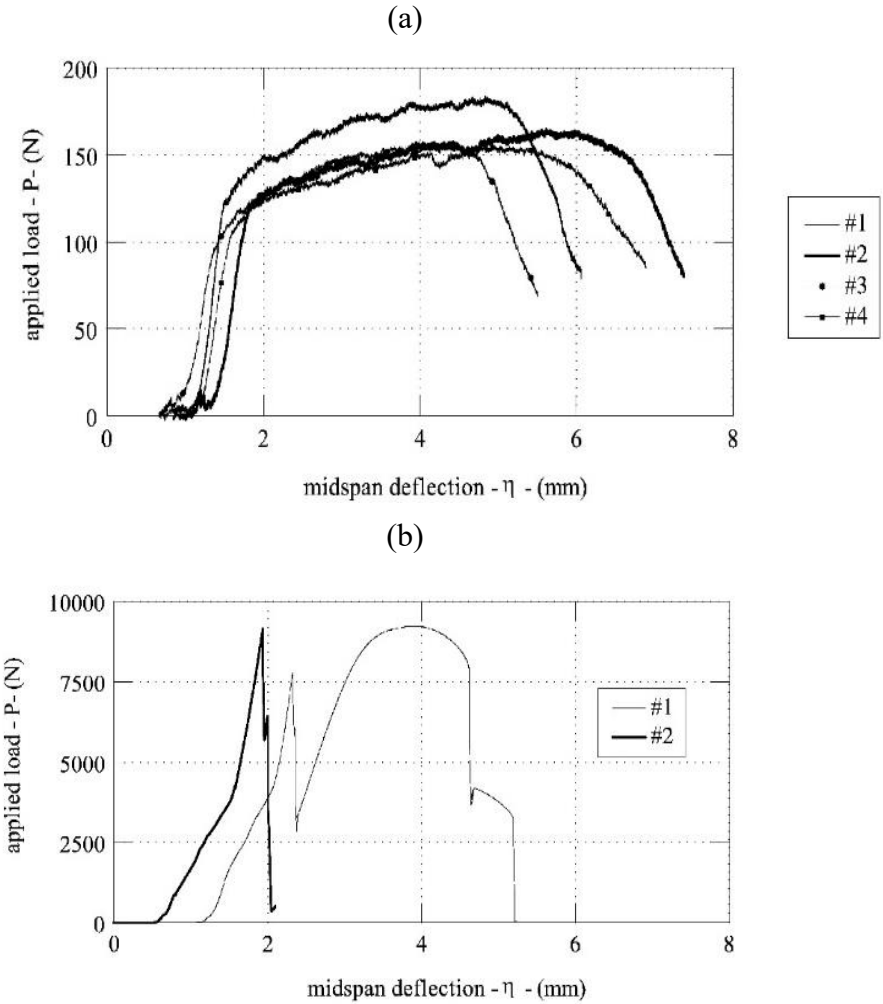 (a)
200
150
100
50
0
applied load - P- (N)
0 2 4 6 8
midspan deflection - η - (mm)
#1
#2
#3
#4
(b)
10000
7500
5000
2500
0
applied load - P- (N)
0 2 4 6 8
midspan deflection - η - (mm)
#1
#2